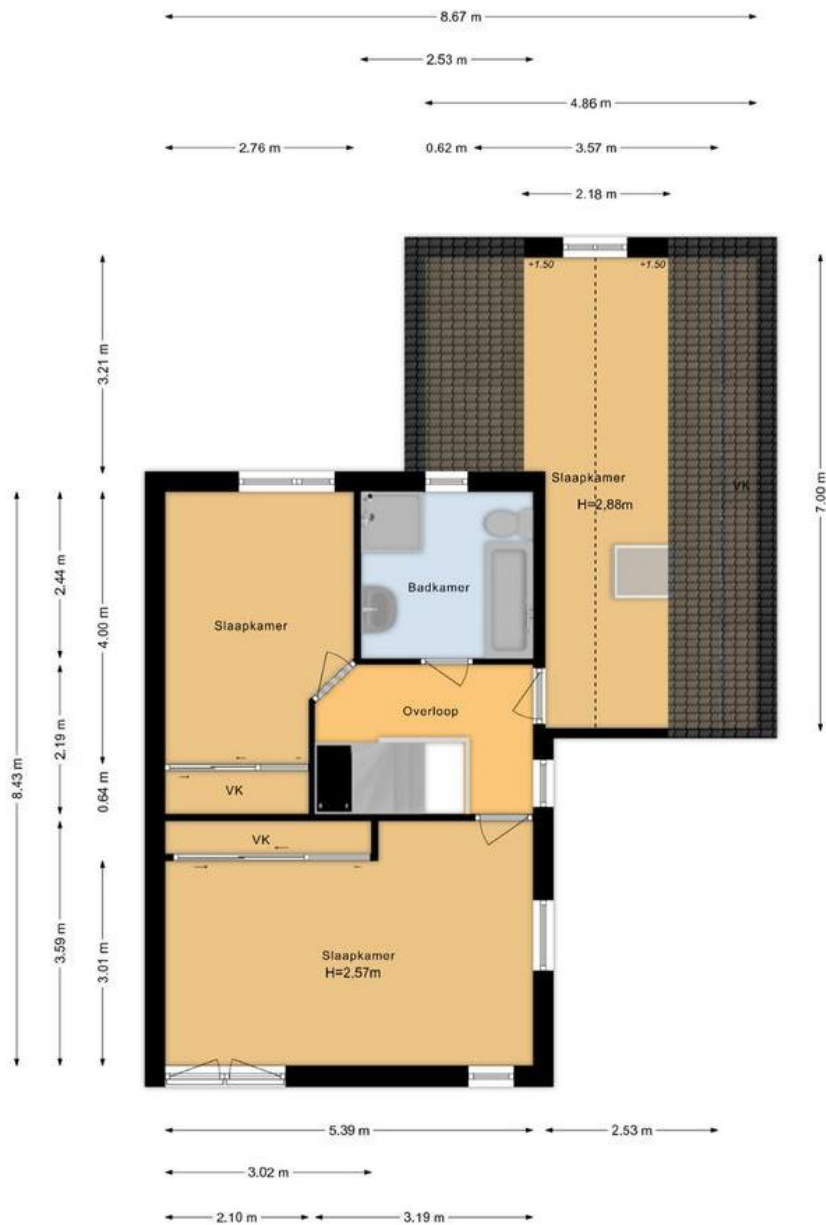 8.67 m
2.53 m
4.86 m
2.76 m
0.62 m
3.57 m
2.18 m
+1.50
+1.50
3.21 m
7.00 m
Slaapkamer
H=2,88m
VK
2.44 m
4.00 m
Badkamer
Slaapkamer
Overloop
2.19 m
8.43 m
0.64 m
VK
VK
3.59 m
3.01 m
Slaapkamer
H=2.57m
5.39 m
2.53 m
3.02 m
2.10 m
3.19 m